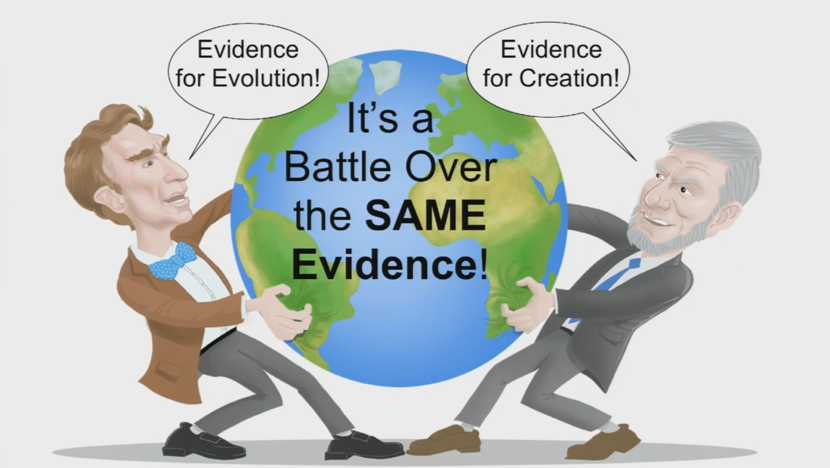 Evidence
for Evolution!
Evidence
for Creation!
It's a
Battle Over
the SAME
Evidence!